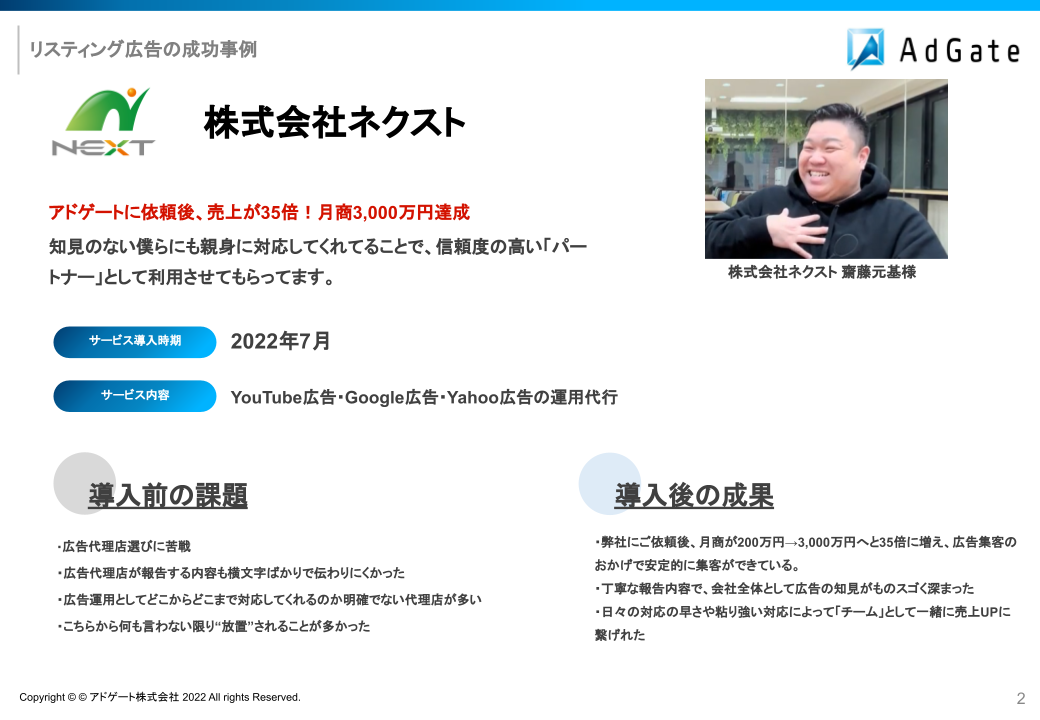 リスティング広告の成功事例
AdGate
NEXT
株式会社ネクスト
アドゲートに依頼後、売上が35倍！月商3,000万円達成
知見のない僕らにも親身に対応してくれてることで、信頼度の高い「パー
トナー」として利用させてもらってます。
株式会社ネクスト 齋藤元基様
サービス導入時期
2022年7月
サービス内容
YouTube広告・Google広告・Yahoo広告の運用代行
導入前の課題
・広告代理店選びに苦戦
・広告代理店が報告する内容も横文字ばかりで伝わりにくかった
・広告運用としてどこからどこまで対応してくれるのか明確でない代理店が多い
・こちらから何も言わない限り“放置”されることが多かった
導入後の成果
・弊社にご依頼後、月商が200万円→3,000万円へと35倍に増え、広告集客の
おかげで安定的に集客ができている。
・丁寧な報告内容で、会社全体として広告の知見がものスゴく深まった
・日々の対応の早さや粘り強い対応によって「チーム」として一緒に売上UPに
繋げれた
Copyright © © アドゲート株式会社 2022 All rights Reserved.
2